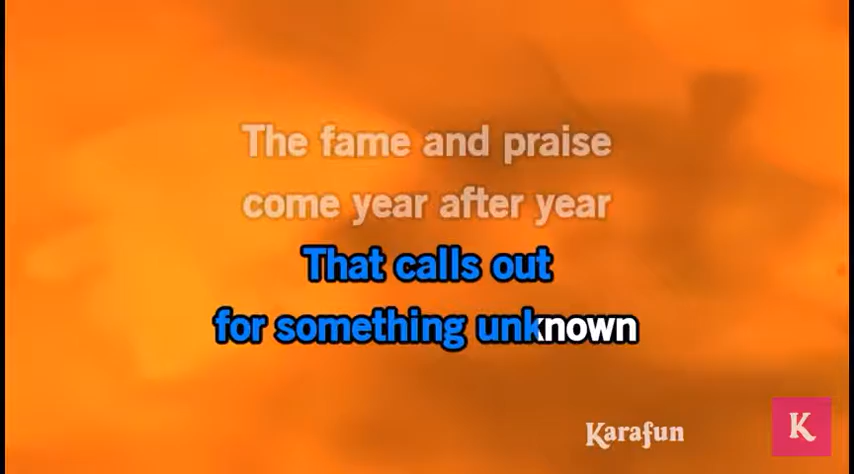 The fame and praise
come year after year
That calls out
for something unknown
Karafun
K